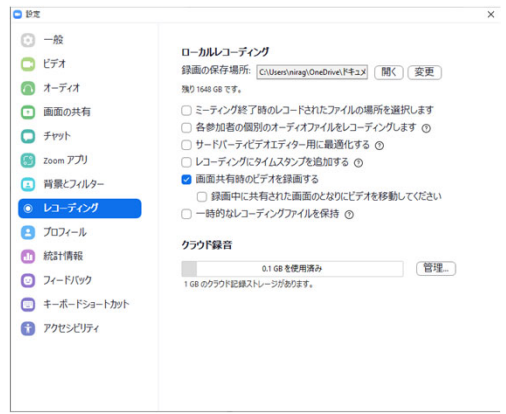 設定
一般
ビデオ
オーディオ
画面の共有
チャット
Zoom アプリ
背景とフィルター
レコーディング
プロフィール
統計情報
フィードバック
キーボードショートカット
アクセシビリティ
ローカルレコーディング
録画の保存場所: C:\Users\nirag\OneDrive\ドキュメ 開く 変更
残り 1648 GB です。
ミーティング終了時のレコードされたファイルの場所を選択します
各参加者の個別のオーディオファイルをレコーディングします
サードパーティビデオエディター用に最適化する
レコーディングにタイムスタンプを追加する
画面共有時のビデオを録画する
録画中に共有された画面のとなりにビデオを移動してください
一時的なレコーディングファイルを保持
クラウド録音
0.1 GB を使用済み 管理...
1 GB のクラウド記録ストレージがあります。